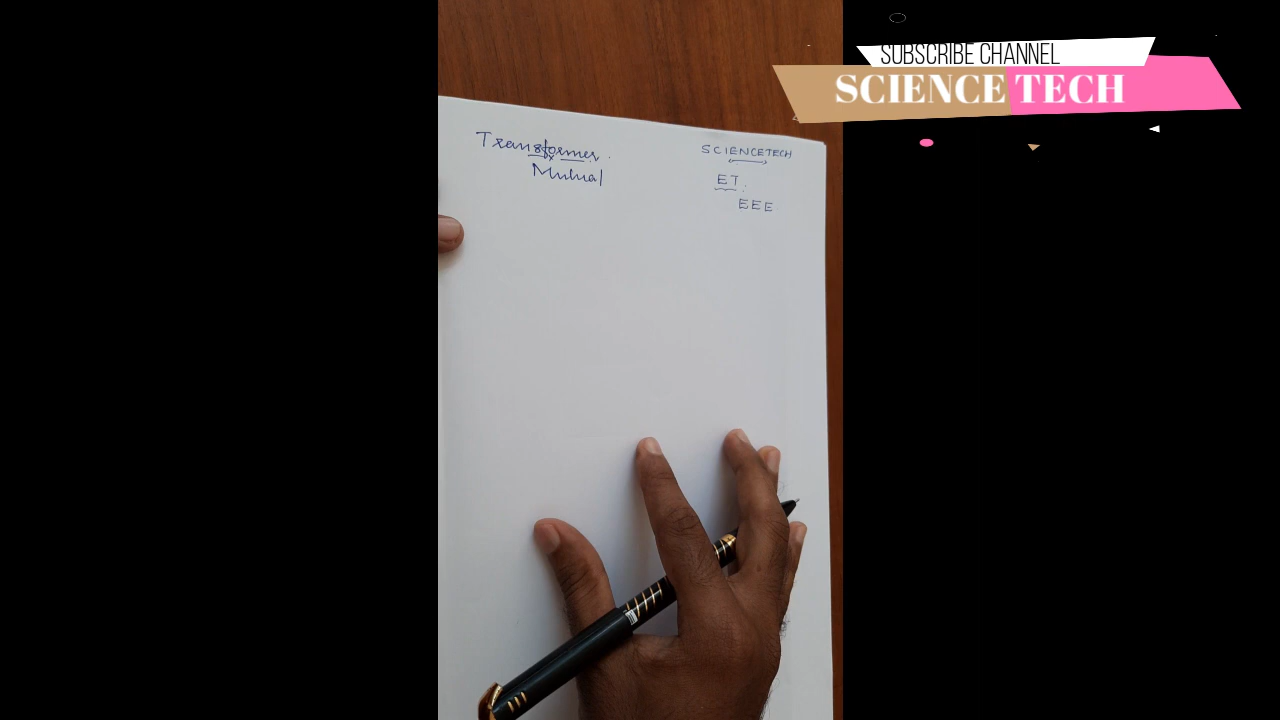 SUBSCRIBE CHANNEL
SCIENCE TECH
Transformer.
Mutual
SCIENCETECH
ET.
EEE